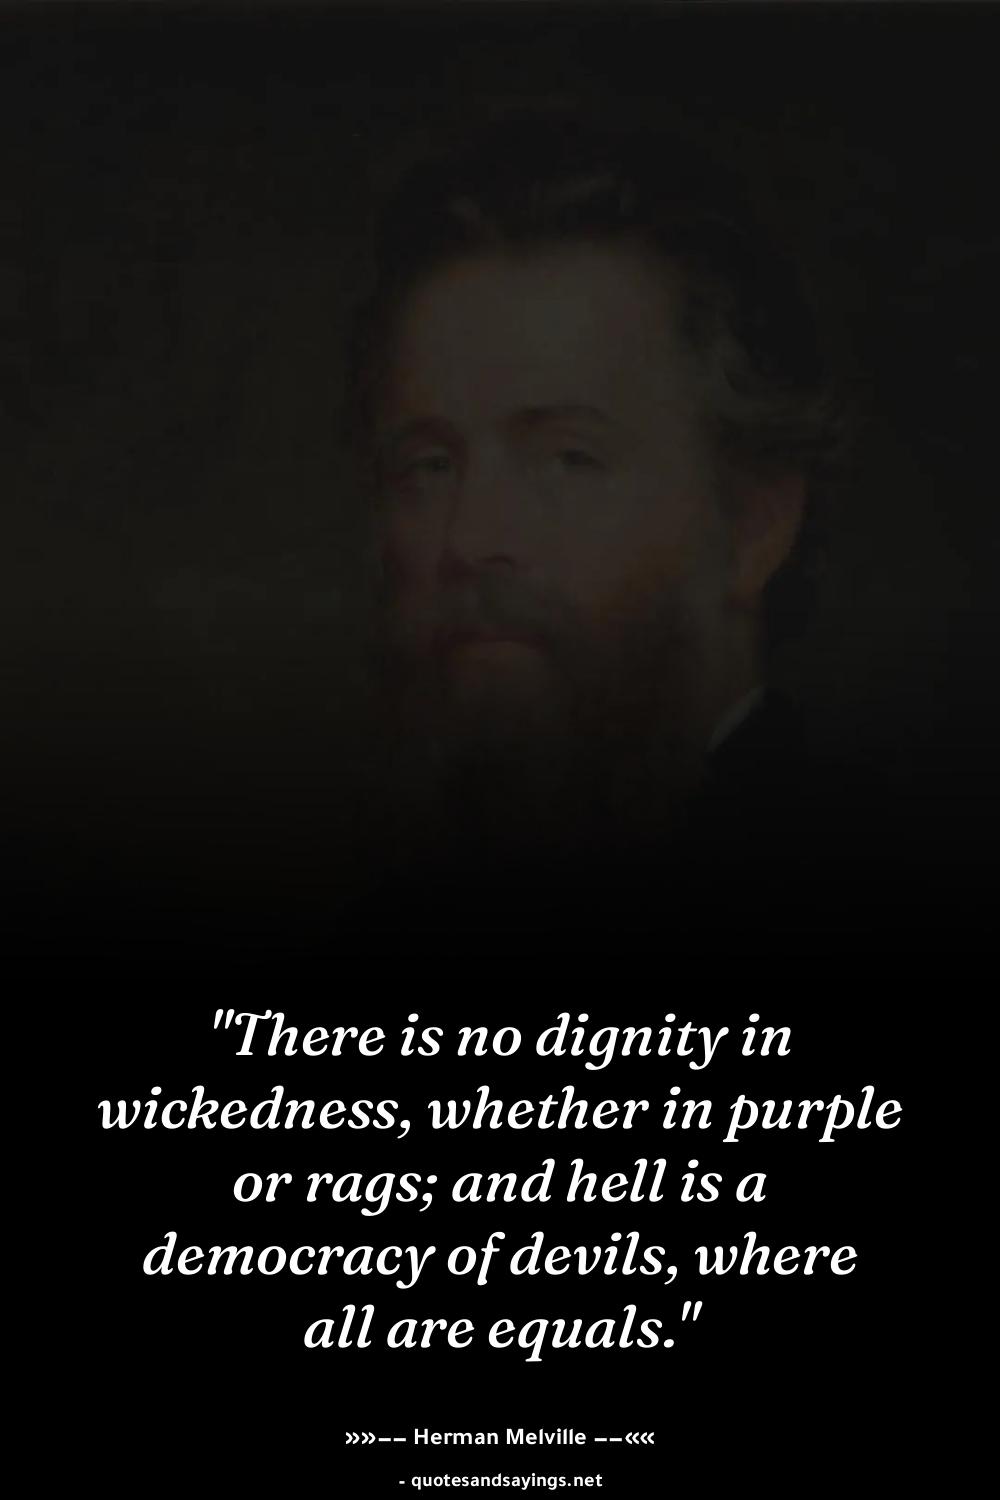 "There is no dignity in
wickedness, whether in purple
or rags; and hell is a
democracy of devils, where
all are equals."
»»–– Herman Melville ––««
- quotesandsayings.net